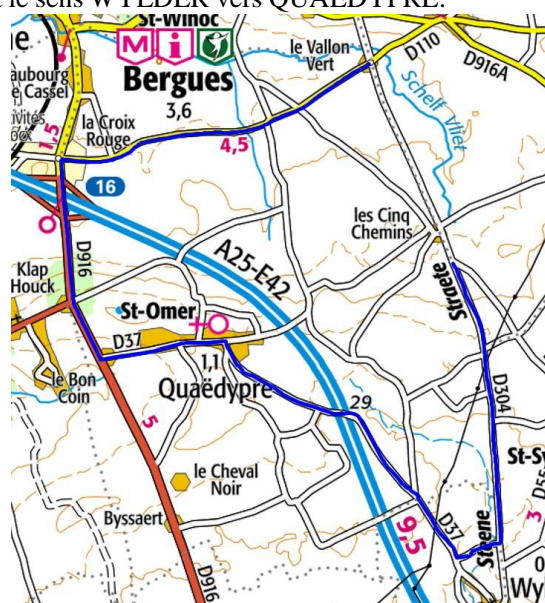 t le sens WYLDER vers QUAEDYPRE.
St-Winoc
M i
le Vallon
Vert
D110
D916A
Bergues
3,6
aubourg
e Cassel
la Croix
Rouge
1,5
4,5
Schelf Vliet
16
les Cinq
Chemins
D916
A25-E42
Klap
Houck
Straete
St-Omer
D37
1,1
Quaëdypre
le Bon
Coin
29
D304
5
le Cheval
Noir
St-Sy
D55
3
Byssaert
9,5
D37
Steene
D916
Wy